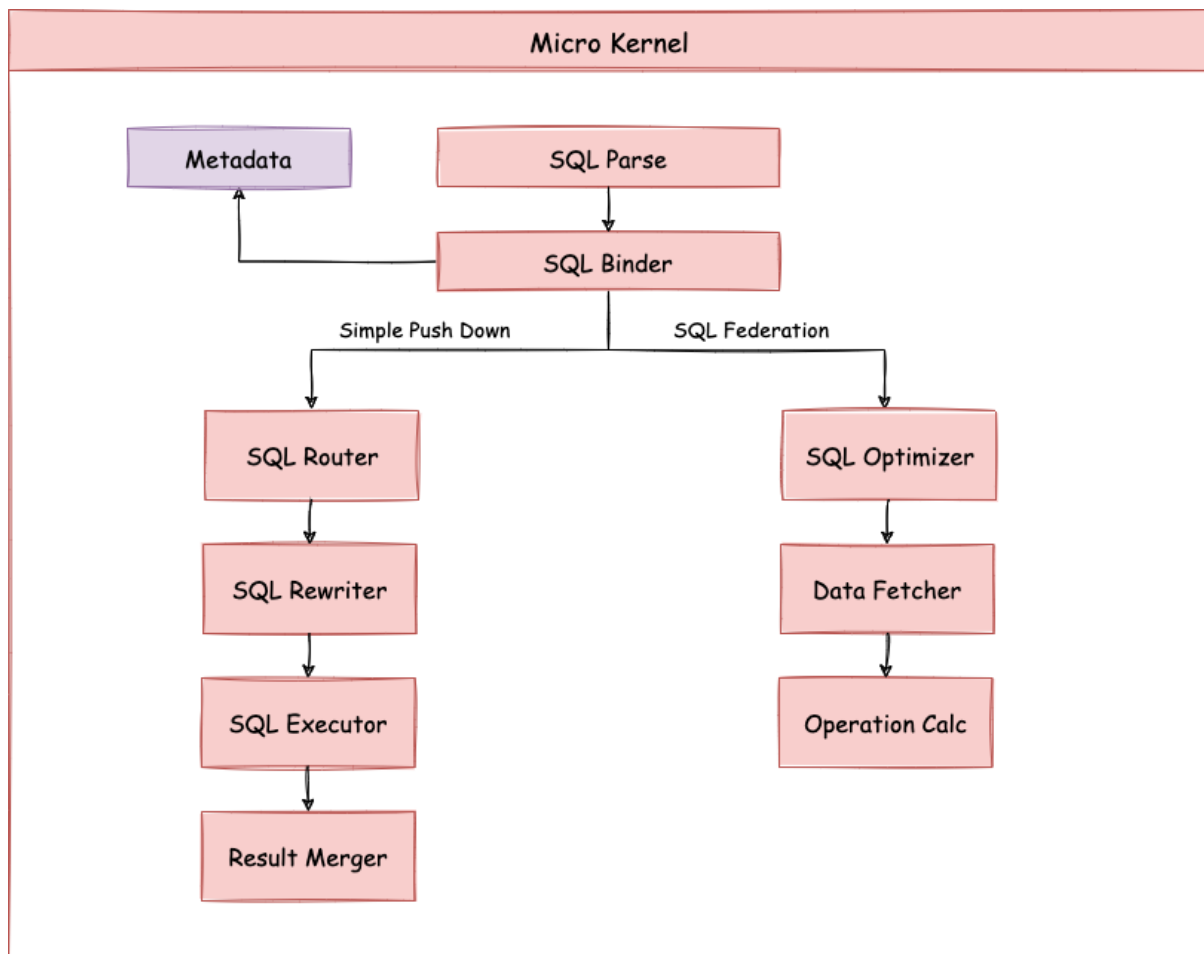 Micro Kernel
Metadata
SQL Parse
SQL Binder
Simple Push Down
SQL Federation
SQL Router
SQL Optimizer
SQL Rewriter
Data Fetcher
SQL Executor
Operation Calc
Result Merger